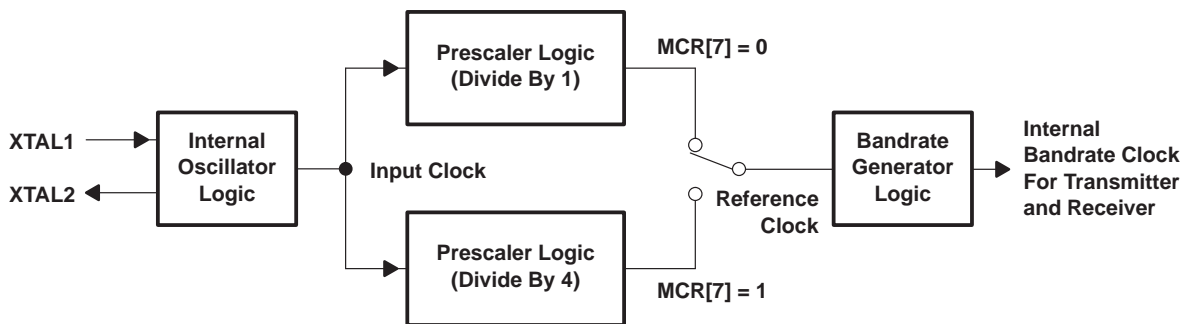 Prescaler Logic
(Divide By 1)
MCR[7] = 0
XTAL1
XTAL2
Internal
Oscillator
Logic
Input Clock
Bandrate
Generator
Logic
Internal
Bandrate Clock
For Transmitter
and Receiver
Reference
Clock
Prescaler Logic
(Divide By 4)
MCR[7] = 1